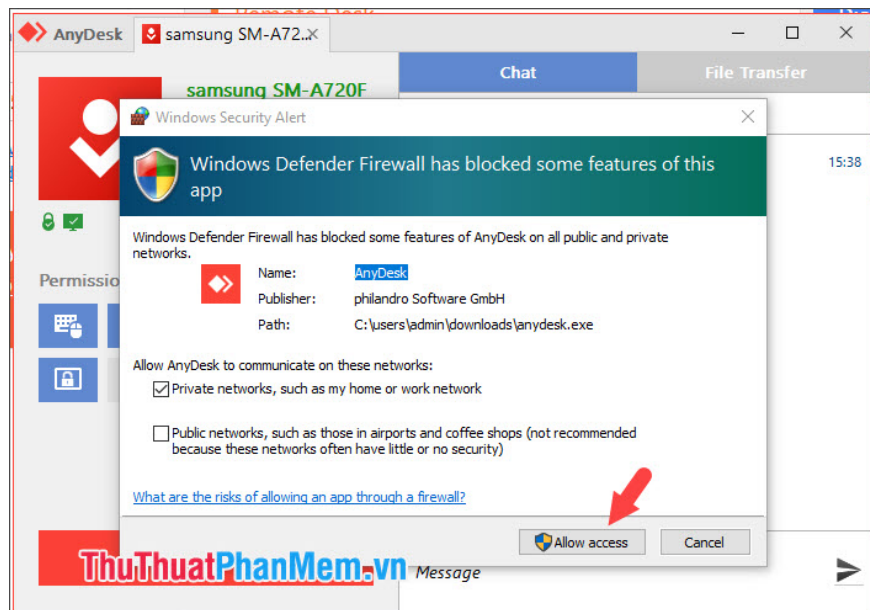 AnyDesk
samsung SM-A72..
samsung SM-A720F
Chat
File Transfer
Windows Security Alert
15:38
Windows Defender Firewall has blocked some features of this
app
Windows Defender Firewall has blocked some features of AnyDesk on all public and private
networks.
Name: AnyDesk
Publisher: philandro Software GmbH
Path: C:\users\admin\downloads\anydesk.exe
Permissio
Allow AnyDesk to communicate on these networks:
Private networks, such as my home or work network
Public networks, such as those in airports and coffee shops (not recommended
because these networks often have little or no security)
What are the risks of allowing an app through a firewall?
Allow access
Cancel
ThuThuatPhanMem.vn
Message